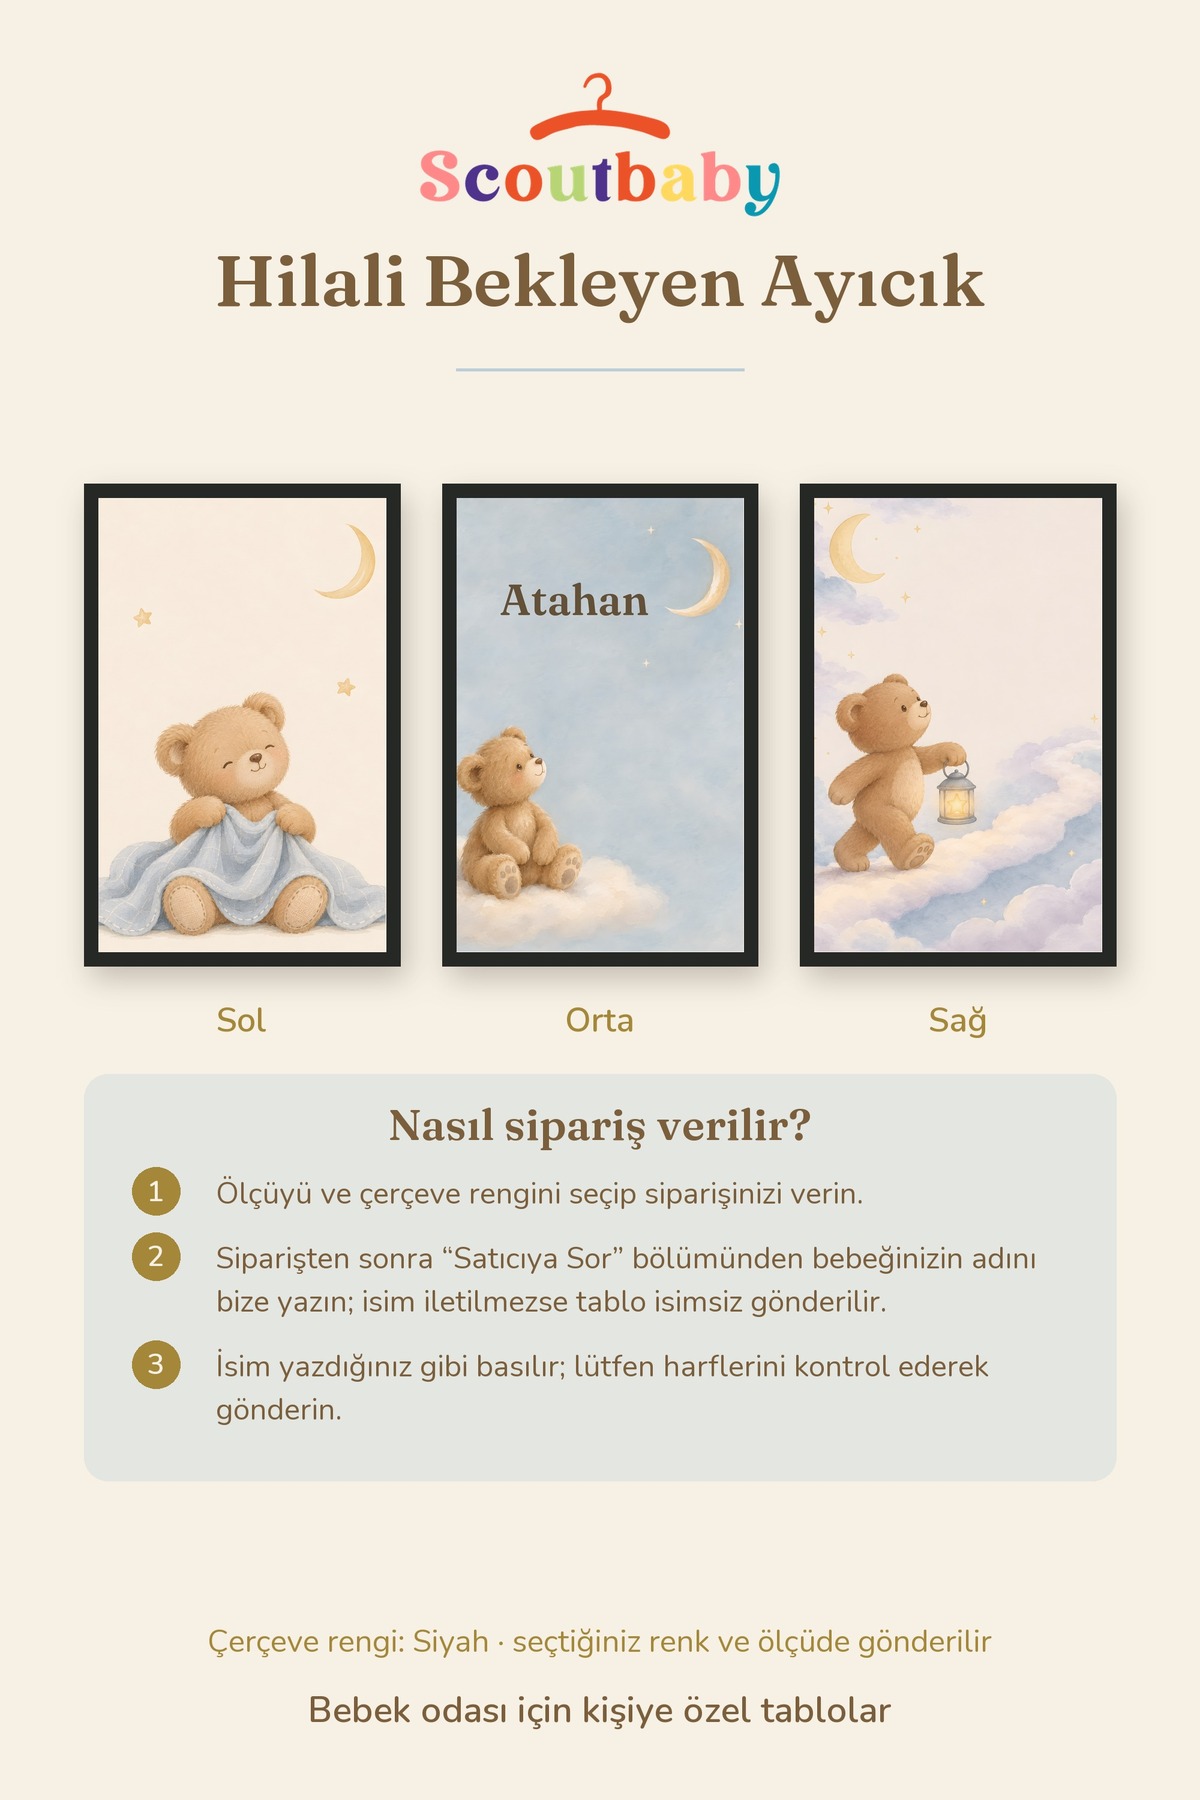 Scoutbaby
Hilali Bekleyen Ayıcık
Atahan
Sol
Orta
Sağ
Nasıl sipariş verilir?
1 Ölçüyü ve çerçeve rengini seçip siparişinizi verin.
2 Siparişten sonra “Satıcıya Sor” bölümünden bebeğinizin adını
bize yazın; isim iletilmezse tablo isimsiz gönderilir.
3 İsim yazdığınız gibi basılır; lütfen harflerini kontrol ederek
gönderin.
Çerçeve rengi: Siyah · seçtiğiniz renk ve ölçüde gönderilir
Bebek odası için kişiye özel tablolar